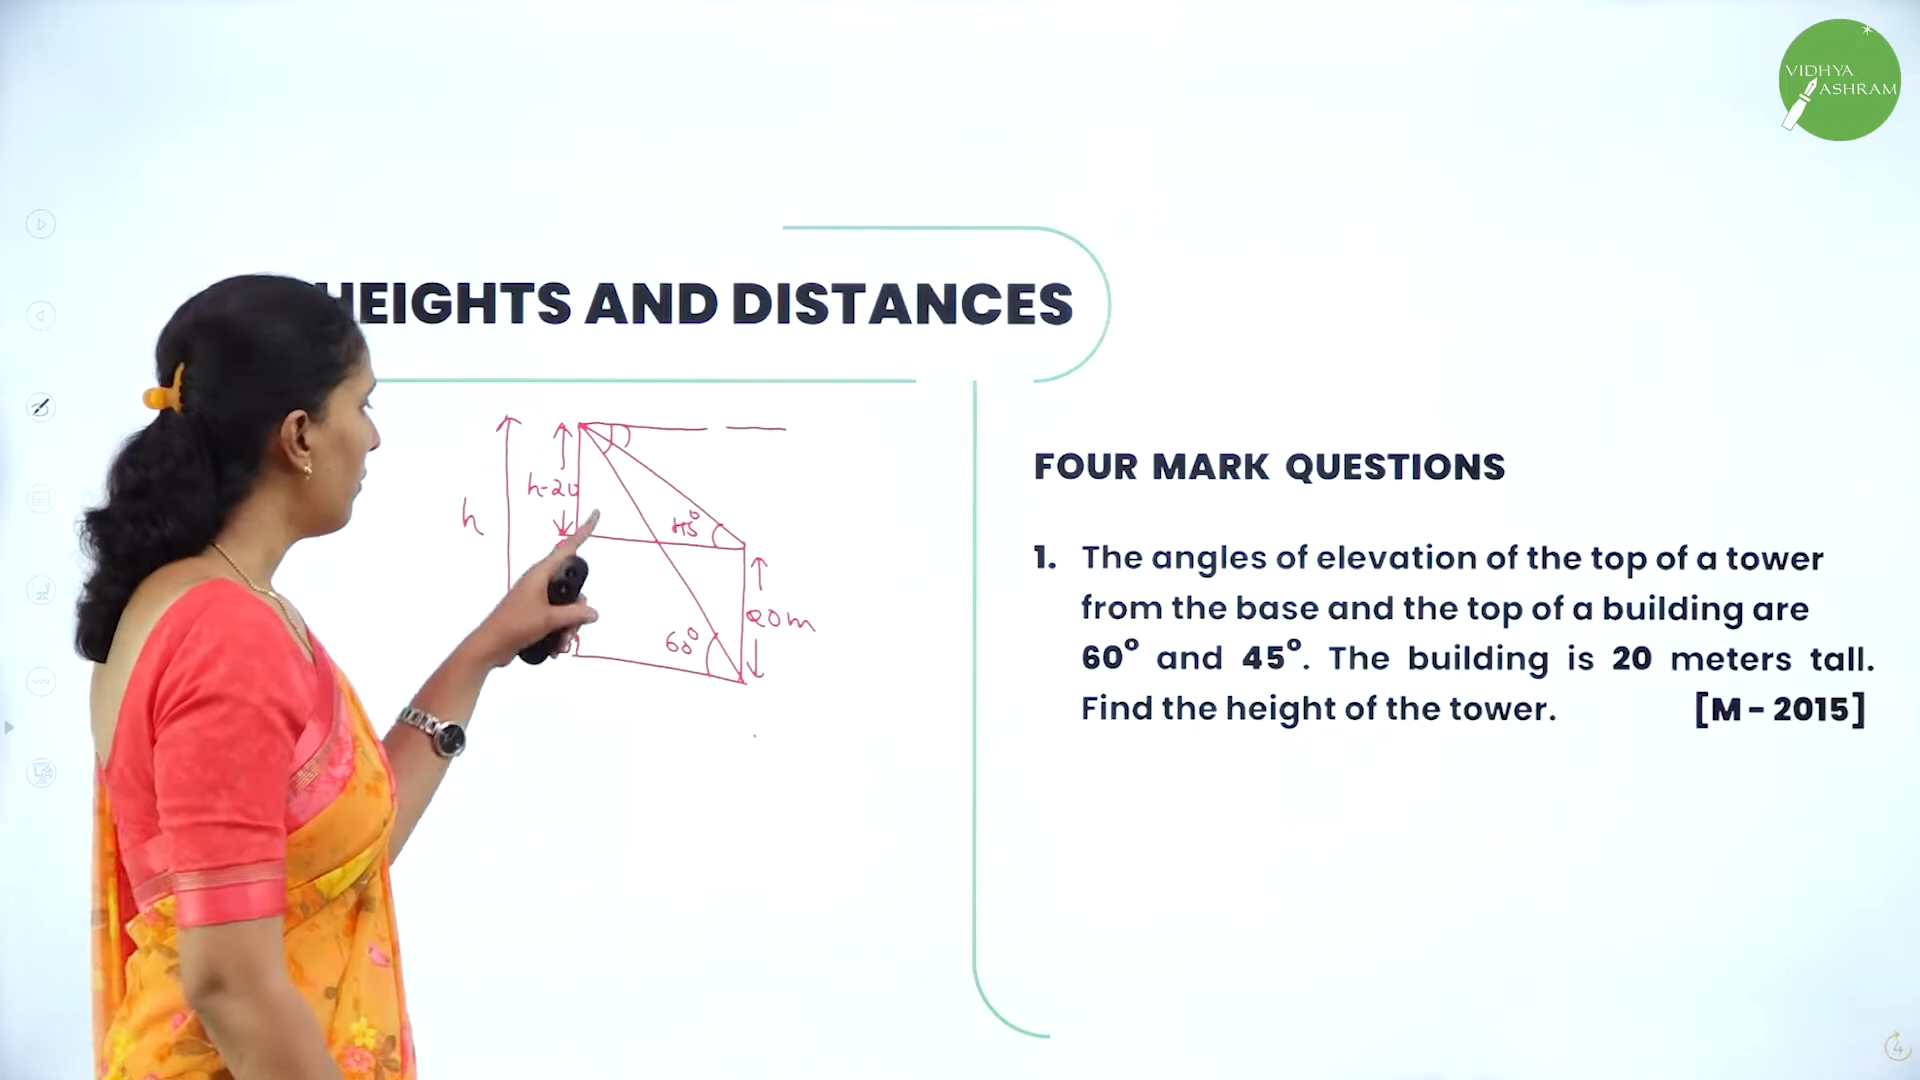 VIDHYA
ASHRAM
HEIGHTS AND DISTANCES
h
h-20
45°
20m
60°
FOUR MARK QUESTIONS
1. The angles of elevation of the top of a tower
from the base and the top of a building are
60° and 45°. The building is 20 meters tall.
Find the height of the tower. [M - 2015]
4